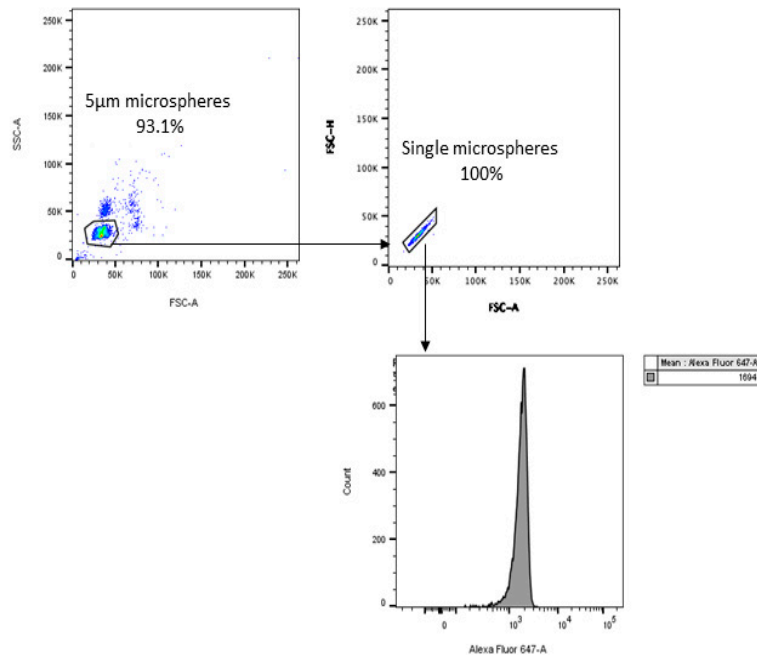 250K
200K
150K
100K
50K
0
SSC-A
5µm microspheres
93.1%
0 50K 100K 150K 200K 250K
FSC-A
250K
200K
150K
100K
50K
0
FSC-H
Single microspheres
100%
0 50K 100K 150K 200K 250K
FSC-A
600
400
200
0
Count
0 10³ 10⁴ 10⁵
Alexa Fluor 647-A
Mean : Alexa Fluor 647-A
1694